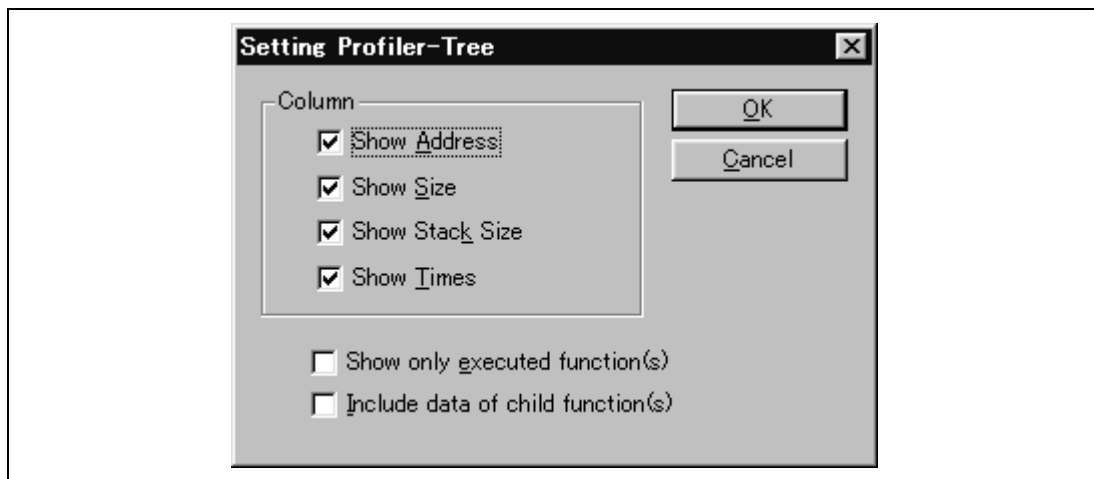 Setting Profiler-Tree
Column
Show Address
Show Size
Show Stack Size
Show Times
OK
Cancel
Show only executed function(s)
Include data of child function(s)